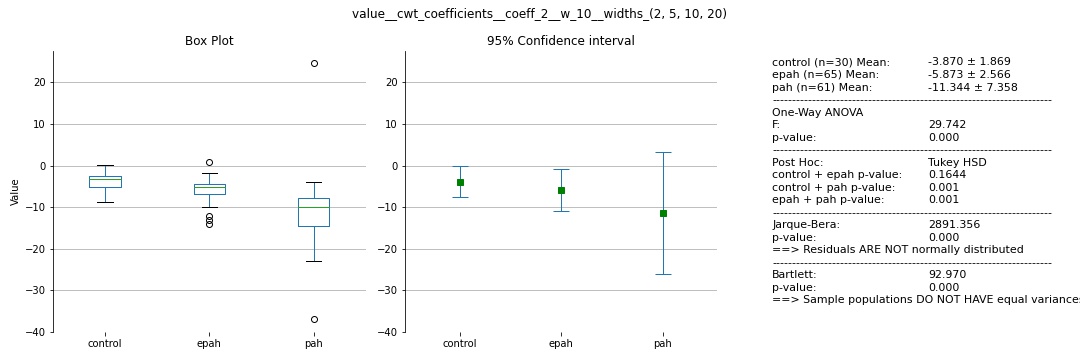 value__cwt_coefficients__coeff_2__w_10__widths_(2, 5, 10, 20)
Box Plot
Value
20
10
0
−10
−20
−30
−40
control epah pah
95% Confidence interval
20
10
0
−10
−20
−30
−40
control epah pah
control (n=30) Mean: -3.870 ± 1.869
epah (n=65) Mean: -5.873 ± 2.566
pah (n=61) Mean: -11.344 ± 7.358
One-Way ANOVA
F: 29.742
p-value: 0.000
Post Hoc: Tukey HSD
control + epah p-value: 0.1644
control + pah p-value: 0.001
epah + pah p-value: 0.001
Jarque-Bera: 2891.356
p-value: 0.000
==> Residuals ARE NOT normally distributed
Bartlett: 92.970
p-value: 0.000
==> Sample populations DO NOT HAVE equal variances